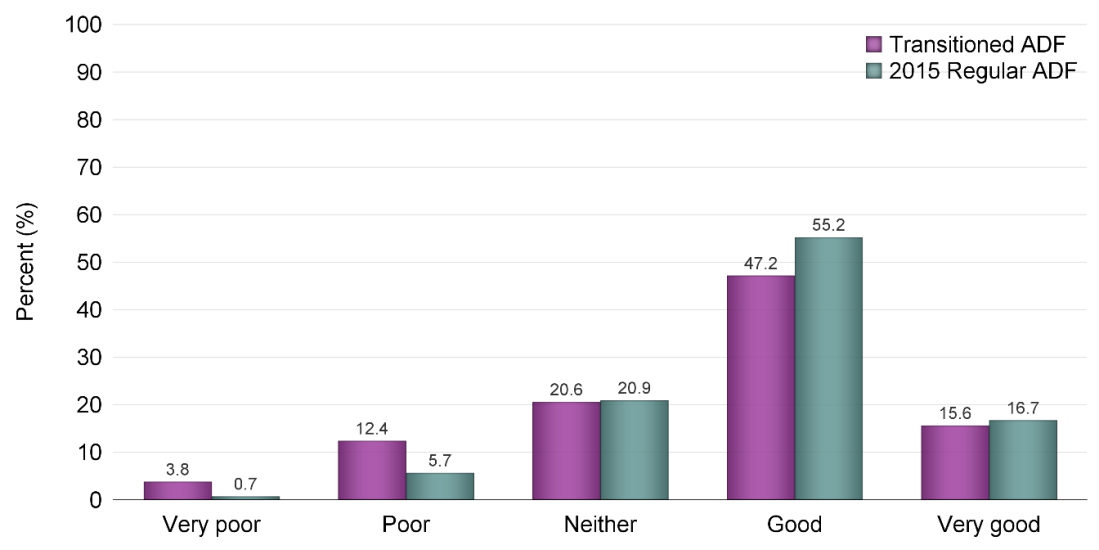 100
90
80
70
60
50
40
30
20
10
0
Percent (%)
Transitioned ADF
2015 Regular ADF
3.8
0.7
12.4
5.7
20.6
20.9
47.2
55.2
15.6
16.7
Very poor
Poor
Neither
Good
Very good